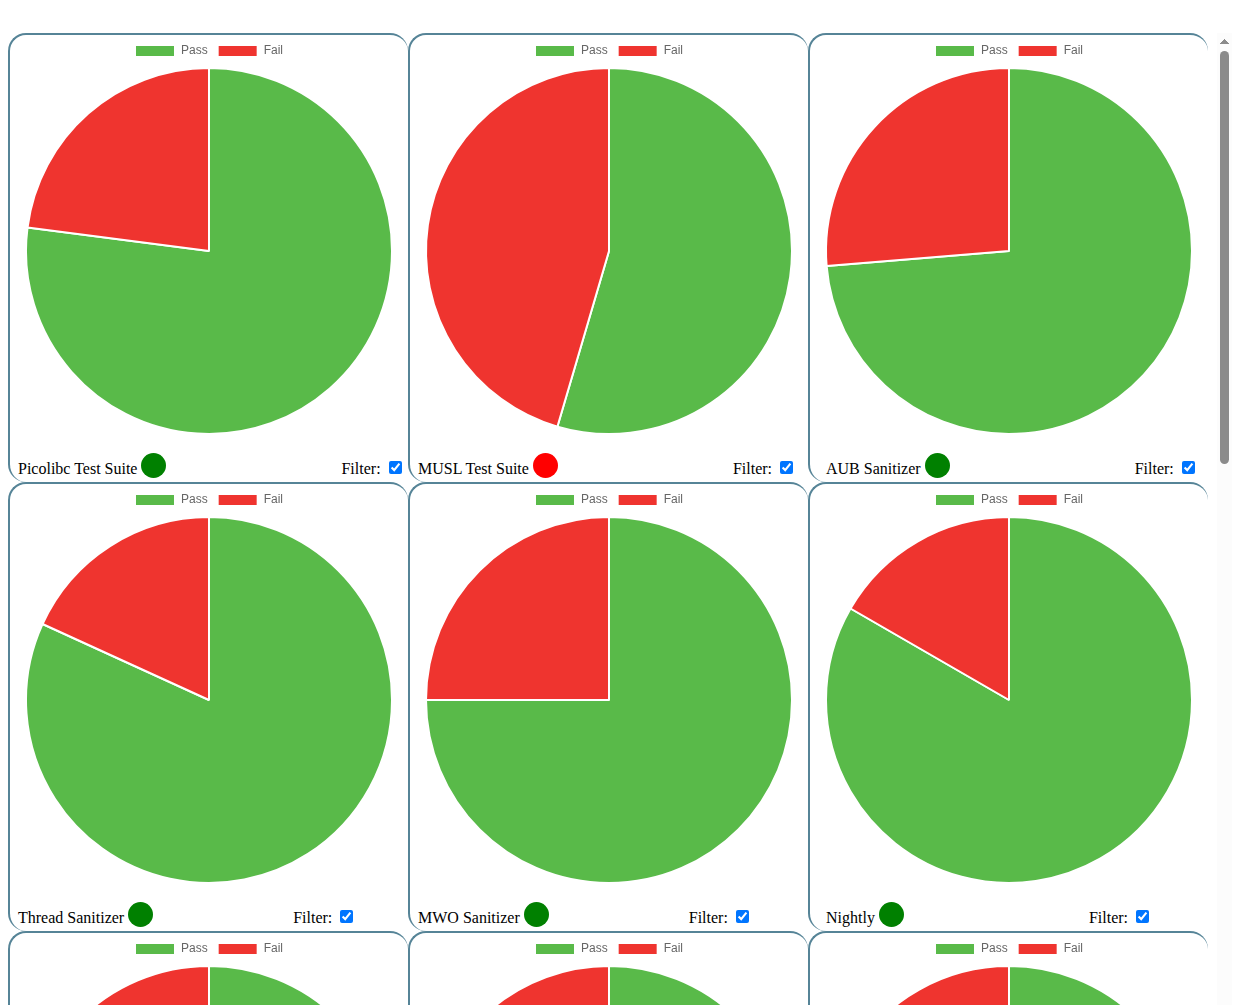 Pass Fail
Pass Fail
Pass Fail
Picolibc Test Suite Filter:
MUSL Test Suite Filter:
AUB Sanitizer Filter:
Pass Fail
Pass Fail
Pass Fail
Thread Sanitizer Filter:
MWO Sanitizer Filter:
Nightly Filter:
Pass Fail
Pass Fail
Pass Fail